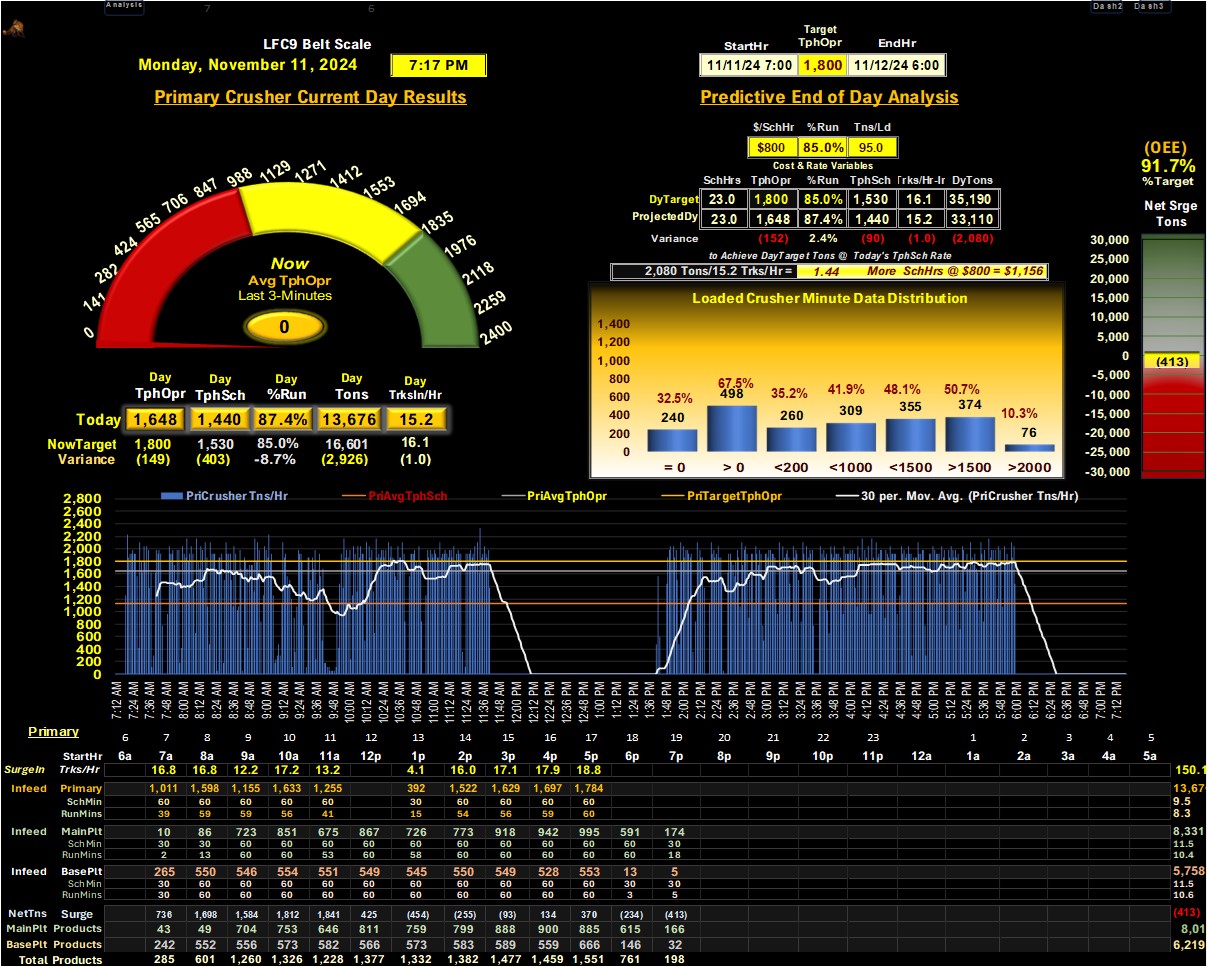 Analysis 7 6 Dash2 Dash3
LFC9 Belt Scale
Monday, November 11, 2024 7:17 PM
Primary Crusher Current Day Results
StartHr Target TphOpr EndHr
11/11/24 7:00 1,800 11/12/24 6:00
Predictive End of Day Analysis
$/SchHr %Run Tns/Ld
$800 85.0% 95.0
Cost & Rate Variables
SchHrs TphOpr %Run TphSch Trks/Hr-Ir DyTons
DyTarget 23.0 1,800 85.0% 1,530 16.1 35,190
ProjectedDy 23.0 1,648 87.4% 1,440 15.2 33,110
Variance (152) 2.4% (90) (1.0) (2,080)
to Achieve DayTarget Tons @ Today's TphSch Rate
2,080 Tons/15.2 Trks/Hr = 1.44 More SchHrs @ $800 = $1,156
(OEE)
91.7%
%Target
Net Srge
Tons
30,000
25,000
20,000
15,000
10,000
5,000
0
(413)
-5,000
-10,000
-15,000
-20,000
-25,000
-30,000
0 141 282 424 565 706 847 988 1129 1271 1412 1553 1694 1835 1976 2118 2259 2400
Now
Avg TphOpr
Last 3-Minutes
0
Day Day Day Day Day
TphOpr TphSch %Run Tons TrksIn/Hr
Today 1,648 1,440 87.4% 13,676 15.2
NowTarget 1,800 1,530 85.0% 16,601 16.1
Variance (149) (403) -8.7% (2,926) (1.0)
Loaded Crusher Minute Data Distribution
1,400
1,200
1,000
800
600
400
200
0
32.5% 67.5% 35.2% 41.9% 48.1% 50.7% 10.3%
240 498 260 309 355 374 76
= 0 > 0 <200 <1000 <1500 >1500 >2000
PriCrusher Tns/Hr PriAvgTphSch PriAvgTphOpr PriTargetTphOpr 30 per. Mov. Avg. (PriCrusher Tns/Hr)
2,800
2,600
2,400
2,200
2,000
1,800
1,600
1,400
1,200
1,000
800
600
400
200
0
7:12 AM 7:24 AM 7:36 AM 7:48 AM 8:00 AM 8:12 AM 8:24 AM 8:36 AM 8:48 AM 9:00 AM 9:12 AM 9:24 AM 9:36 AM 9:48 AM 10:00 AM 10:12 AM 10:24 AM 10:36 AM 10:48 AM 11:00 AM 11:12 AM 11:24 AM 11:36 AM 11:48 AM 12:00 PM 12:12 PM 12:24 PM 12:36 PM 12:48 PM 1:00 PM 1:12 PM 1:24 PM 1:36 PM 1:48 PM 2:00 PM 2:12 PM 2:24 PM 2:36 PM 2:48 PM 3:00 PM 3:12 PM 3:24 PM 3:36 PM 3:48 PM 4:00 PM 4:12 PM 4:24 PM 4:36 PM 4:48 PM 5:00 PM 5:12 PM 5:24 PM 5:36 PM 5:48 PM 6:00 PM 6:12 PM 6:24 PM 6:36 PM 6:48 PM 7:00 PM 7:12 PM
Primary 6 7 8 9 10 11 12 13 14 15 16 17 18 19 20 21 22 23 1 2 3 4 5
StartHr 6a 7a 8a 9a 10a 11a 12p 1p 2p 3p 4p 5p 6p 7p 8p 9p 10p 11p 12a 1a 2a 3a 4a 5a
SurgeIn Trks/Hr 16.8 16.8 12.2 17.2 13.2 4.1 16.0 17.1 17.9 18.8 150.1
Infeed Primary 1,011 1,598 1,155 1,633 1,255 392 1,522 1,629 1,697 1,784 13,676
SchMin 60 60 60 60 60 30 60 60 60 60 9.5
RunMins 39 59 59 56 41 15 54 56 59 60 8.3
Infeed MainPlt 10 86 723 851 675 867 726 773 918 942 995 591 174 8,331
SchMin 30 30 60 60 60 60 60 60 60 60 60 60 30 11.5
RunMins 2 13 60 60 53 60 58 60 60 60 60 60 18 10.4
Infeed BasePlt 265 550 546 554 551 549 545 550 549 528 553 13 5 5,758
SchMin 30 60 60 60 60 60 60 60 60 60 60 30 30 11.5
RunMins 30 60 60 60 60 60 60 60 60 60 60 3 5 10.6
NetTns Surge 736 1,698 1,584 1,812 1,841 425 (454) (255) (93) 134 370 (234) (413) (413)
MainPlt Products 43 49 704 753 646 811 759 799 888 900 885 615 166 8,01
BasePlt Products 242 552 556 573 582 566 573 583 589 559 666 146 32 6,219
Total Products 285 601 1,260 1,326 1,228 1,377 1,332 1,382 1,477 1,459 1,551 761 198